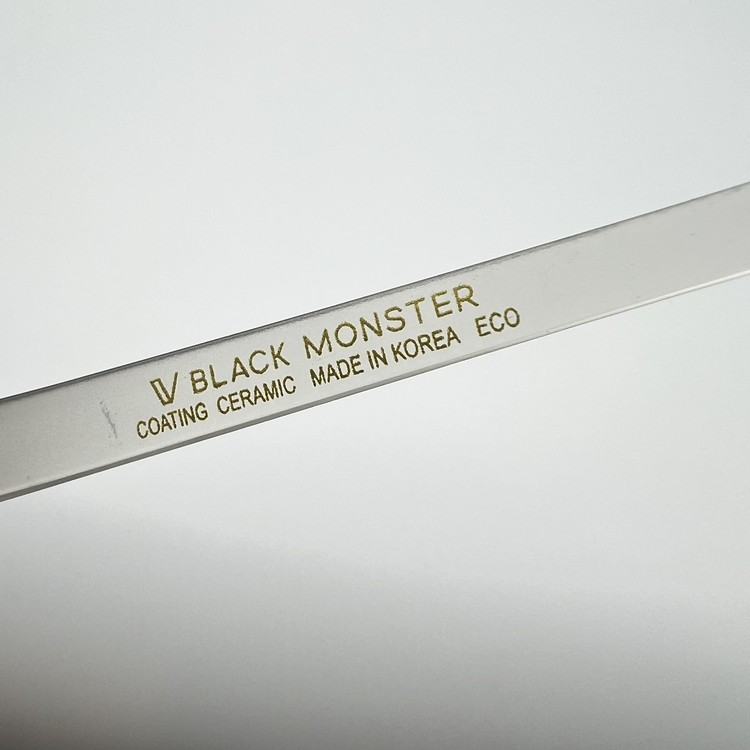 V BLACK MONSTER
COATING CERAMIC MADE IN KOREA ECO